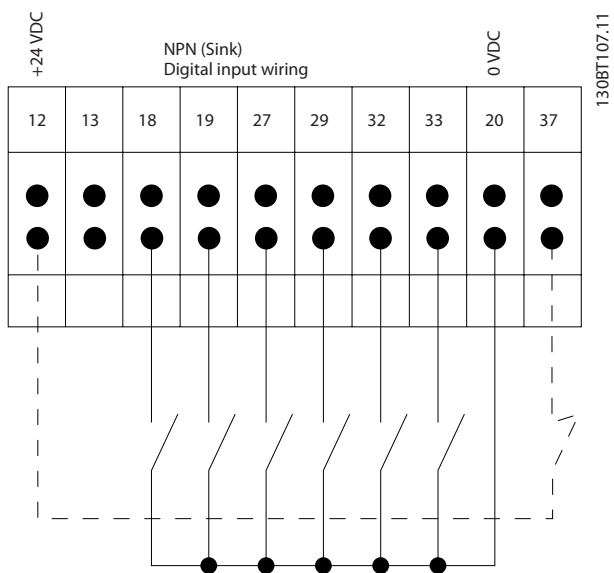 +24 VDC
NPN (Sink)
Digital input wiring
0 VDC
130BT107.11
12 13 18 19 27 29 32 33 20 37